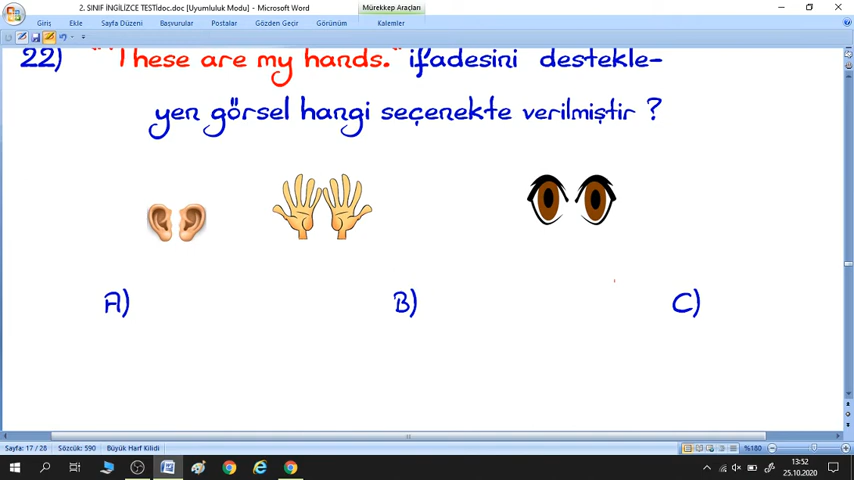 2. SINIF İNGİLİZCE TESTİdoc.doc [Uyumluluk Modu] - Microsoft Word
Mürekkep Araçları
Giriş Ekle Sayfa Düzeni Başvurular Postalar Gözden Geçir Görünüm Kalemler
22) "These are my hands." ifadesini destekle-
yen görsel hangi seçenekte verilmiştir ?
A) B) C)
Sayfa: 17 / 28 Sözcük: 590 Büyük Harf Kilidi %180
13:52
25.10.2020